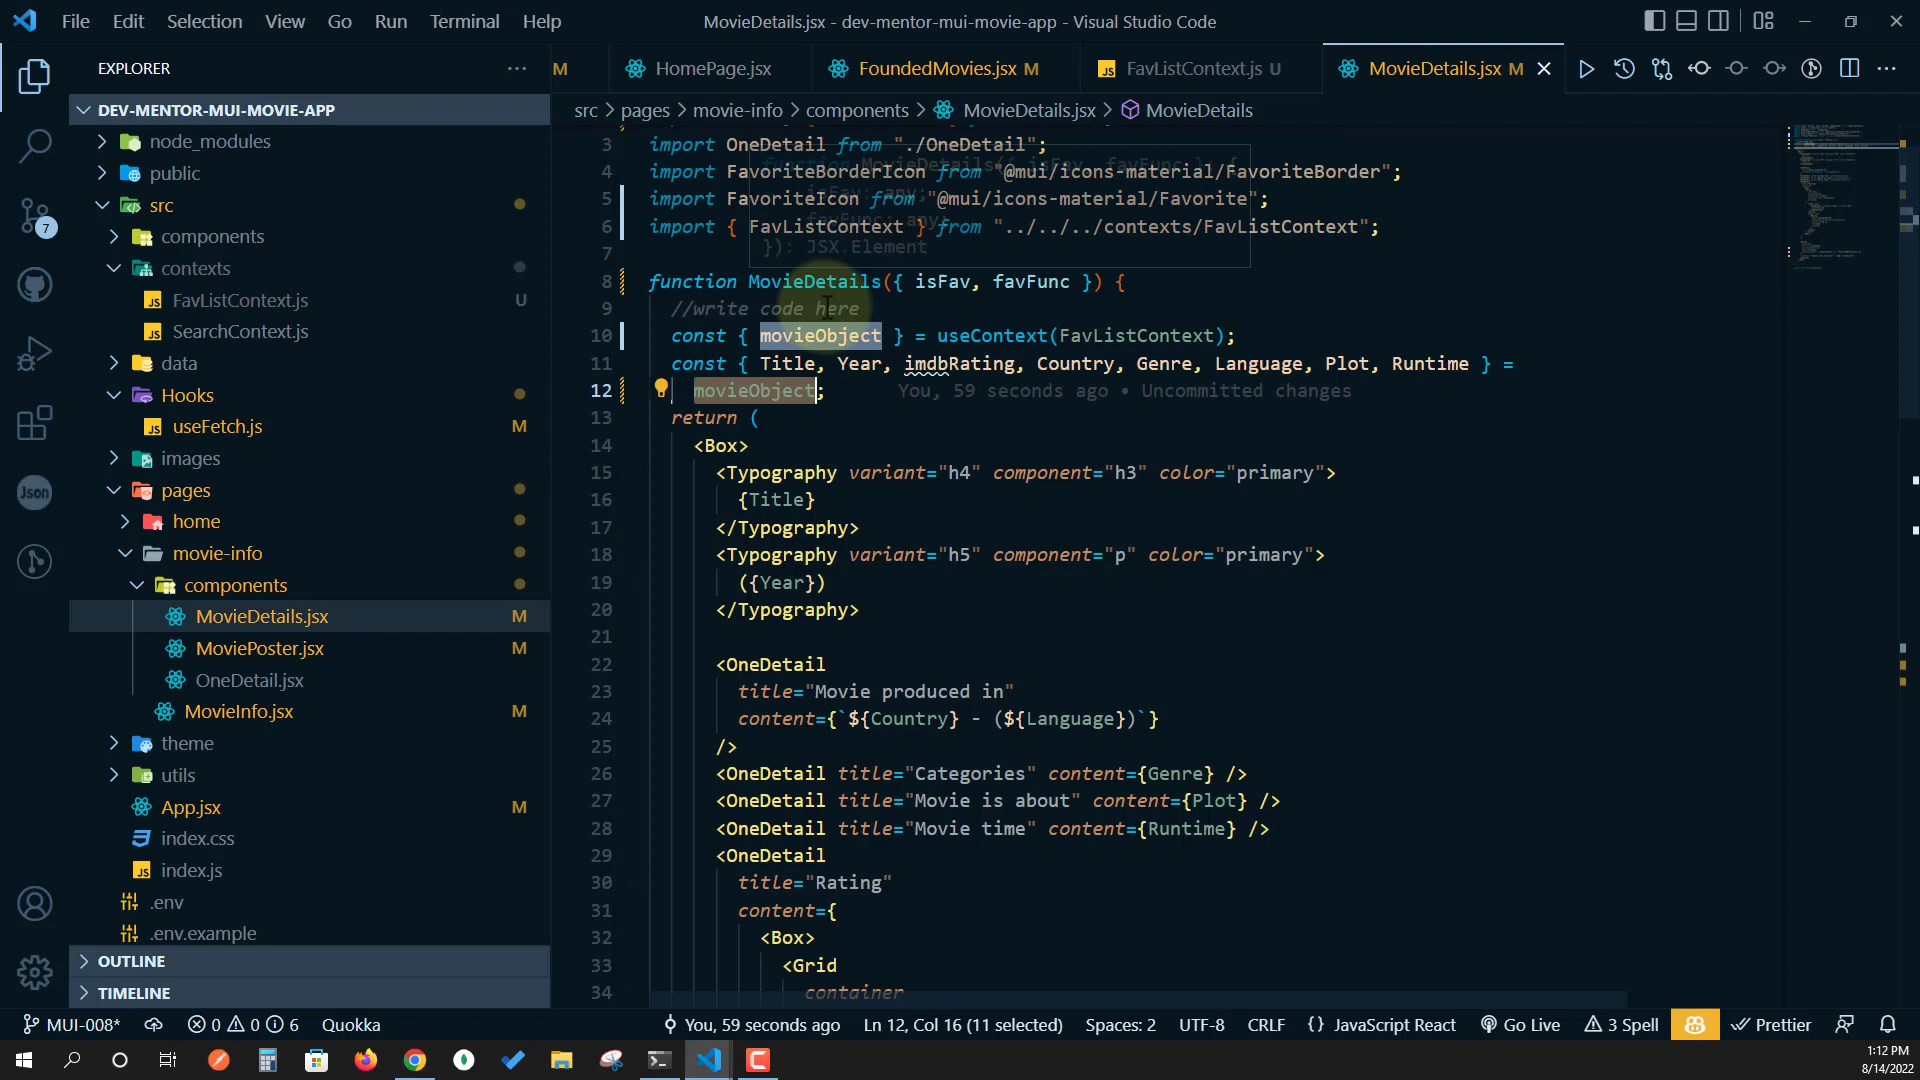 File Edit Selection View Go Run Terminal Help
MovieDetails.jsx - dev-mentor-mui-movie-app - Visual Studio Code
EXPLORER
M
HomePage.jsx
FoundedMovies.jsx M
FavListContext.js U
MovieDetails.jsx M
DEV-MENTOR-MUI-MOVIE-APP
node_modules
public
src
components
contexts
FavListContext.js U
SearchContext.js
data
Hooks
useFetch.js M
images
pages
home
movie-info
components
MovieDetails.jsx M
MoviePoster.jsx M
OneDetail.jsx
MovieInfo.jsx M
theme
utils
App.jsx M
index.css
index.js
.env
.env.example
OUTLINE
TIMELINE
7
Json
src > pages > movie-info > components > MovieDetails.jsx > MovieDetails
3 import OneDetail from "./OneDetail";
4 import FavoriteBorderIcon from "@mui/icons-material/FavoriteBorder";
5 import FavoriteIcon from "@mui/icons-material/Favorite";
6 import { FavListContext } from "../../../contexts/FavListContext";
7
function MovieDetails({ isFav, favFunc }: {
isFav: any;
favFunc: any;
}): JSX.Element
8 function MovieDetails({ isFav, favFunc }) {
9 //write code here
10 const { movieObject } = useContext(FavListContext);
11 const { Title, Year, imdbRating, Country, Genre, Language, Plot, Runtime } =
12 movieObject; You, 59 seconds ago • Uncommitted changes
13 return (
14 <Box>
15 <Typography variant="h4" component="h3" color="primary">
16 {Title}
17 </Typography>
18 <Typography variant="h5" component="p" color="primary">
19 ({Year})
20 </Typography>
21
22 <OneDetail
23 title="Movie produced in"
24 content={`${Country} - (${Language})`}
25 />
26 <OneDetail title="Categories" content={Genre} />
27 <OneDetail title="Movie is about" content={Plot} />
28 <OneDetail title="Movie time" content={Runtime} />
29 <OneDetail
30 title="Rating"
31 content={
32 <Box>
33 <Grid
34 container
MUI-008* 0 0 6 Quokka You, 59 seconds ago Ln 12, Col 16 (11 selected) Spaces: 2 UTF-8 CRLF {} JavaScript React Go Live 3 Spell Prettier
1:12 PM
8/14/2022